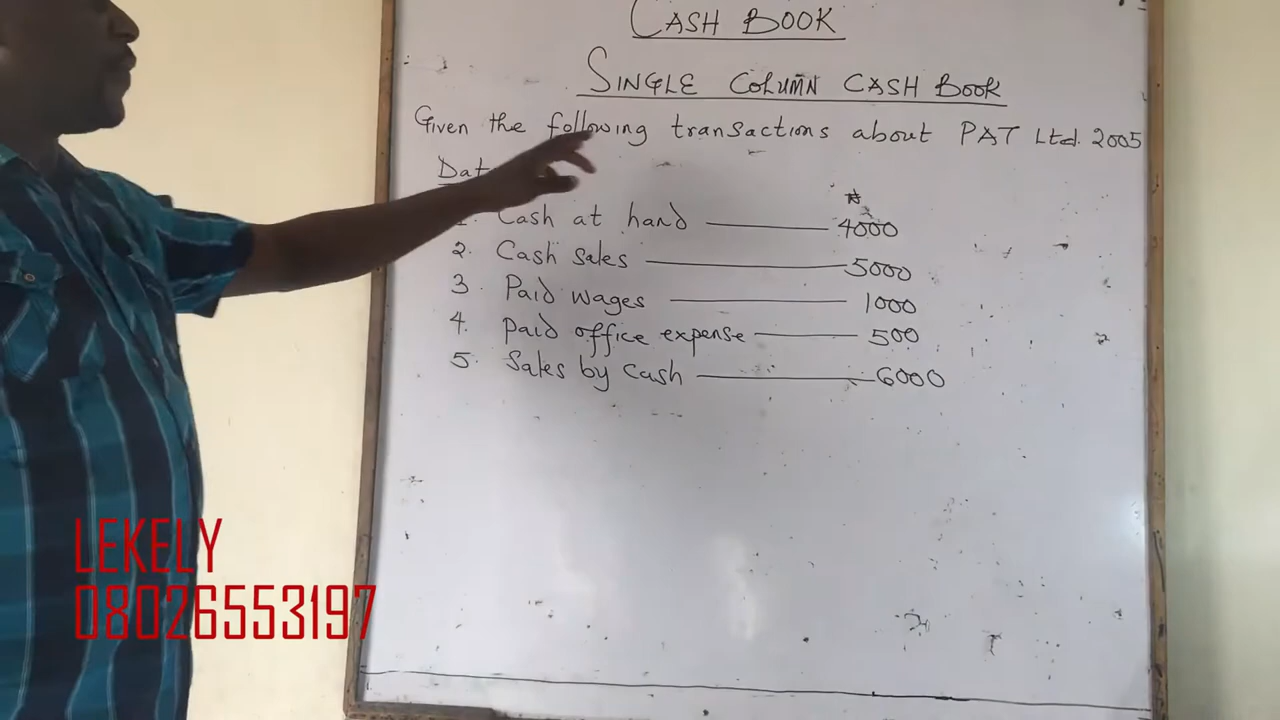 CASH BOOK
SINGLE COLUMN CASH BOOK
Given the following transactions about PAT Ltd. 2005
Dat
₦
1. Cash at hand 4000
2. Cash sales 5000
3. Paid wages 1000
4. Paid office expense 500
5. Sales by cash 6000
LEKELY
08026553197